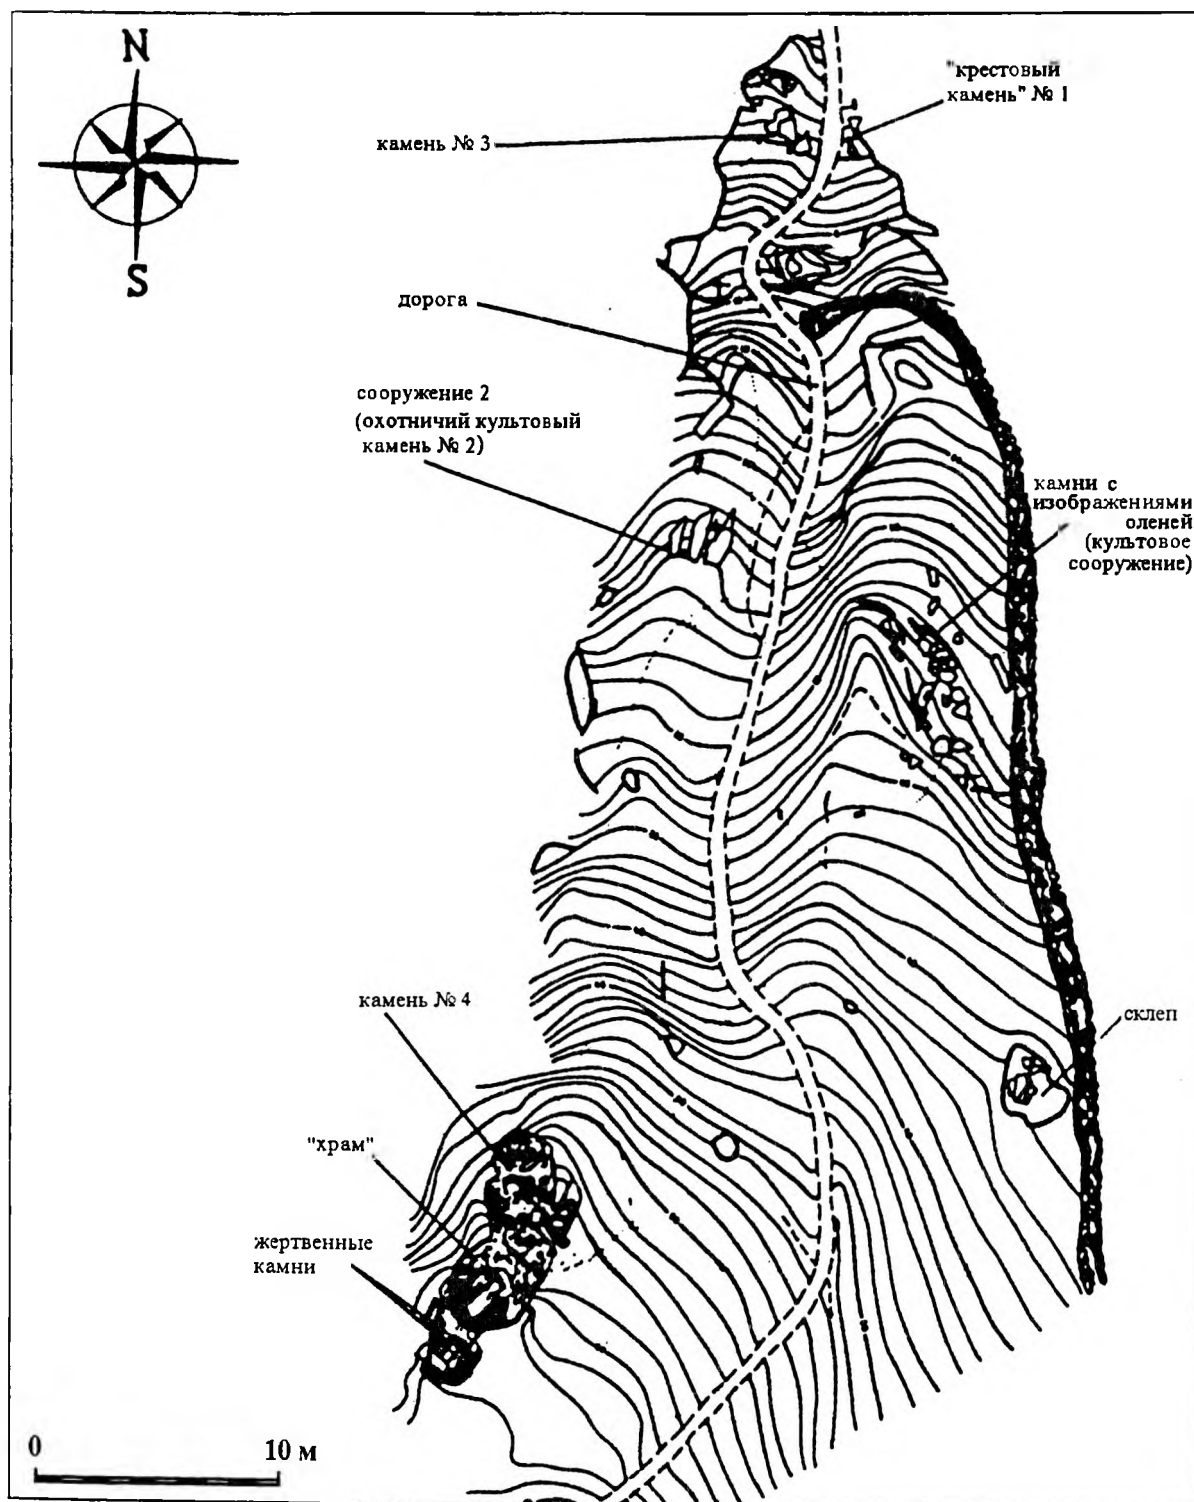 N
S
"крестовый
камень" № 1
камень № 3
дорога
сооружение 2
(охотничий культовый
камень № 2)
камни с
изображениями
оленей
(культовое
сооружение)
камень № 4
склеп
"храм"
жертвенные
камни
0
10 м